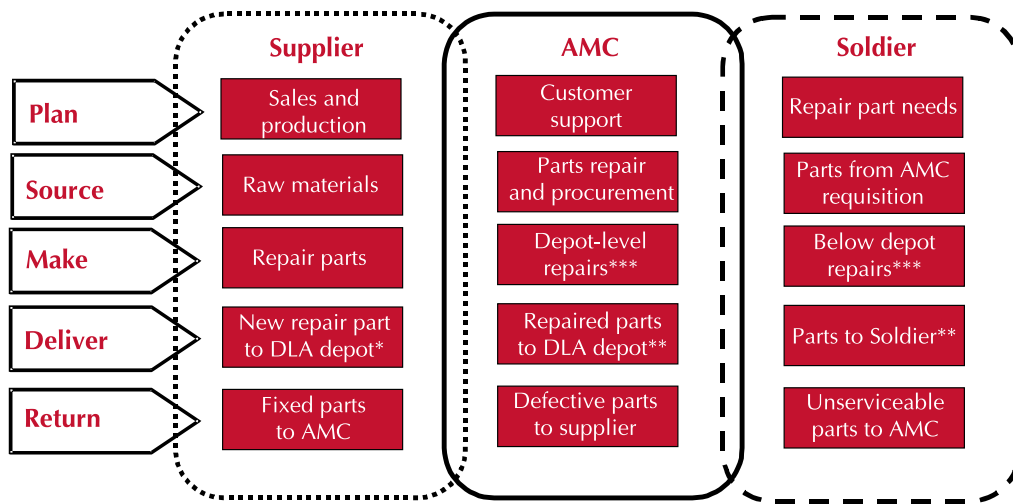 Supplier
AMC
Soldier
Plan
Sales and
production
Customer
support
Repair part needs
Source
Raw materials
Parts repair
and procurement
Parts from AMC
requisition
Make
Repair parts
Depot-level
repairs***
Below depot
repairs***
Deliver
New repair part
to DLA depot*
Repaired parts
to DLA depot**
Parts to Soldier**
Return
Fixed parts
to AMC
Defective parts
to supplier
Unserviceable
parts to AMC